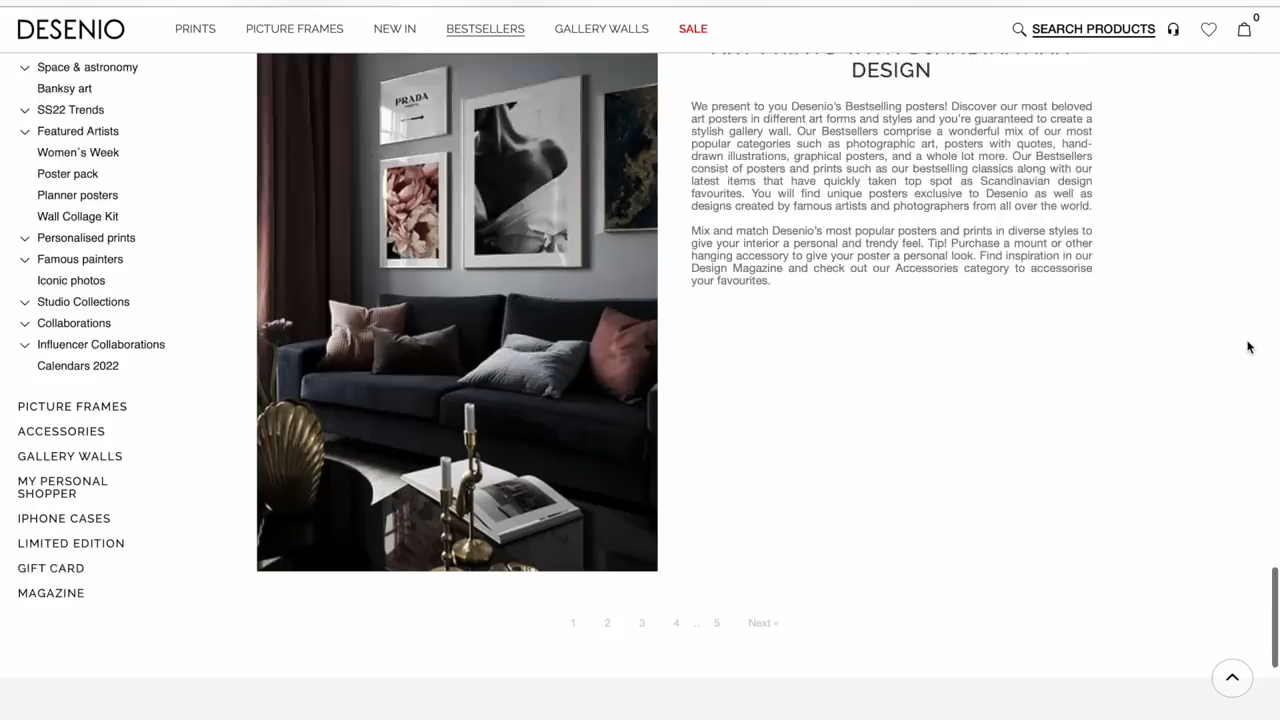 DESENIO
PRINTS
PICTURE FRAMES
NEW IN
BESTSELLERS
GALLERY WALLS
SALE
SEARCH PRODUCTS
0
Space & astronomy
Banksy art
SS22 Trends
Featured Artists
Women´s Week
Poster pack
Planner posters
Wall Collage Kit
Personalised prints
Famous painters
Iconic photos
Studio Collections
Collaborations
Influencer Collaborations
Calendars 2022
PICTURE FRAMES
ACCESSORIES
GALLERY WALLS
MY PERSONAL
SHOPPER
IPHONE CASES
LIMITED EDITION
GIFT CARD
MAGAZINE
PRADA
DESIGN
We present to you Desenio's Bestselling posters! Discover our most beloved
art posters in different art forms and styles and you're guaranteed to create a
stylish gallery wall. Our Bestsellers comprise a wonderful mix of our most
popular categories such as photographic art, posters with quotes, hand-
drawn illustrations, graphical posters, and a whole lot more. Our Bestsellers
consist of posters and prints such as our bestselling classics along with our
latest items that have quickly taken top spot as Scandinavian design
favourites. You will find unique posters exclusive to Desenio as well as
designs created by famous artists and photographers from all over the world.
Mix and match Desenio's most popular posters and prints in diverse styles to
give your interior a personal and trendy feel. Tip! Purchase a mount or other
hanging accessory to give your poster a personal look. Find inspiration in our
Design Magazine and check out our Accessories category to accessorise
your favourites.
1 2 3 4 .. 5 Next »